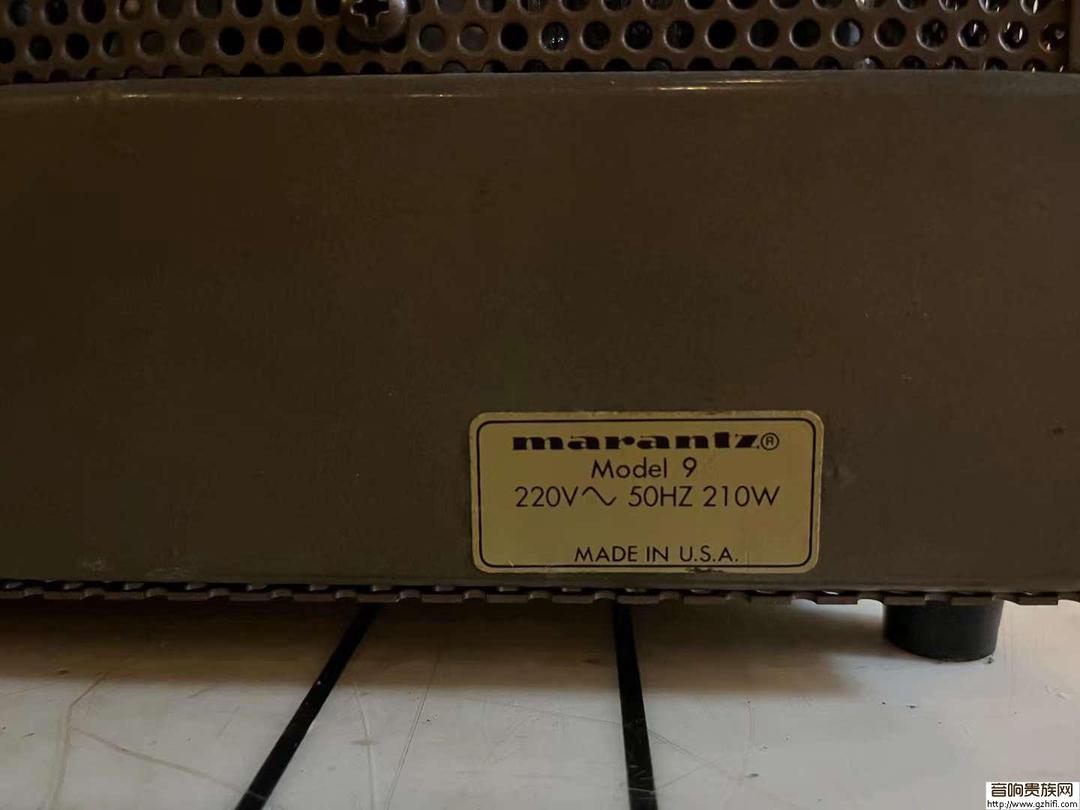 marantz®
Model 9
220V～ 50HZ 210W
MADE IN U.S.A.
音响贵族网
http://www.gzhifi.com/